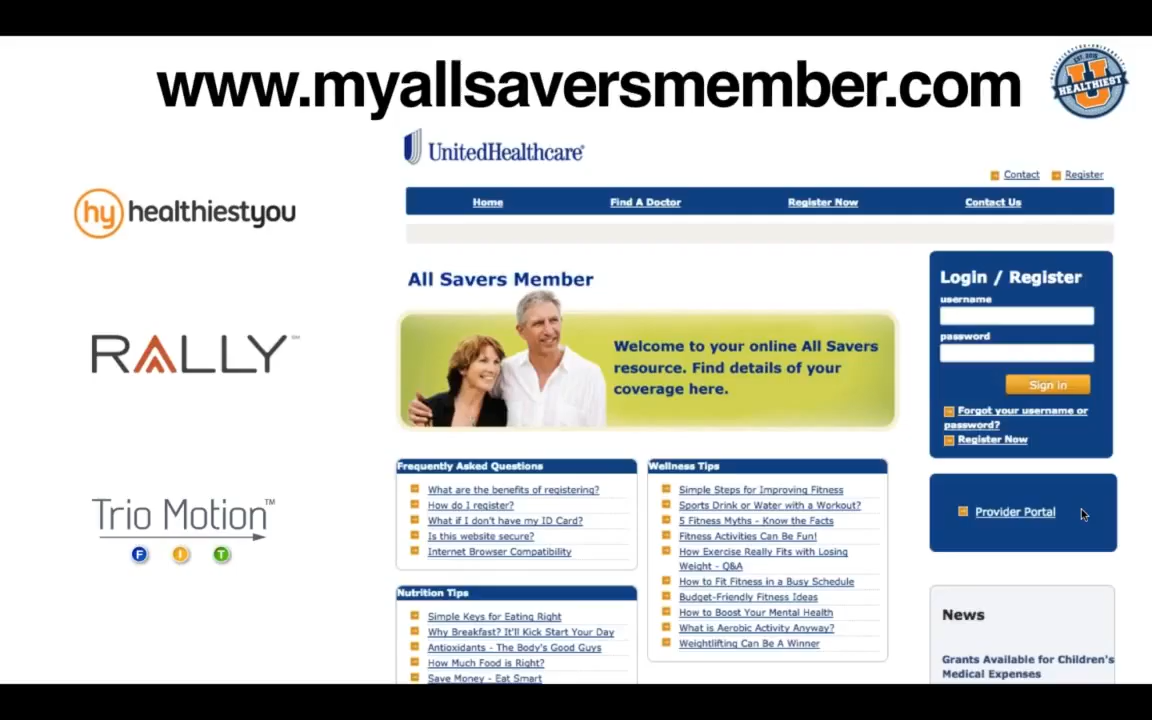 www.myallsaversmember.com
U
HEALTHIEST
UnitedHealthcare
Contact Register
hy healthiestyou
Home Find A Doctor Register Now Contact Us
All Savers Member
Welcome to your online All Savers
resource. Find details of your
coverage here.
Login / Register
username
password
Sign in
Forgot your username or
password?
Register Now
RALLY SM
Provider Portal
Trio Motion™
F I T
Frequently Asked Questions
What are the benefits of registering?
How do I register?
What if I don't have my ID Card?
Is this website secure?
Internet Browser Compatibility
Wellness Tips
Simple Steps for Improving Fitness
Sports Drink or Water with a Workout?
5 Fitness Myths - Know the Facts
Fitness Activities Can Be Fun!
How Exercise Really Fits with Losing
Weight - Q&A
How to Fit Fitness in a Busy Schedule
Budget-Friendly Fitness Ideas
How to Boost Your Mental Health
What is Aerobic Activity Anyway?
Weightlifting Can Be A Winner
Nutrition Tips
Simple Keys for Eating Right
Why Breakfast? It'll Kick Start Your Day
Antioxidants - The Body's Good Guys
How Much Food is Right?
Save Money - Eat Smart
News
Grants Available for Children's
Medical Expenses